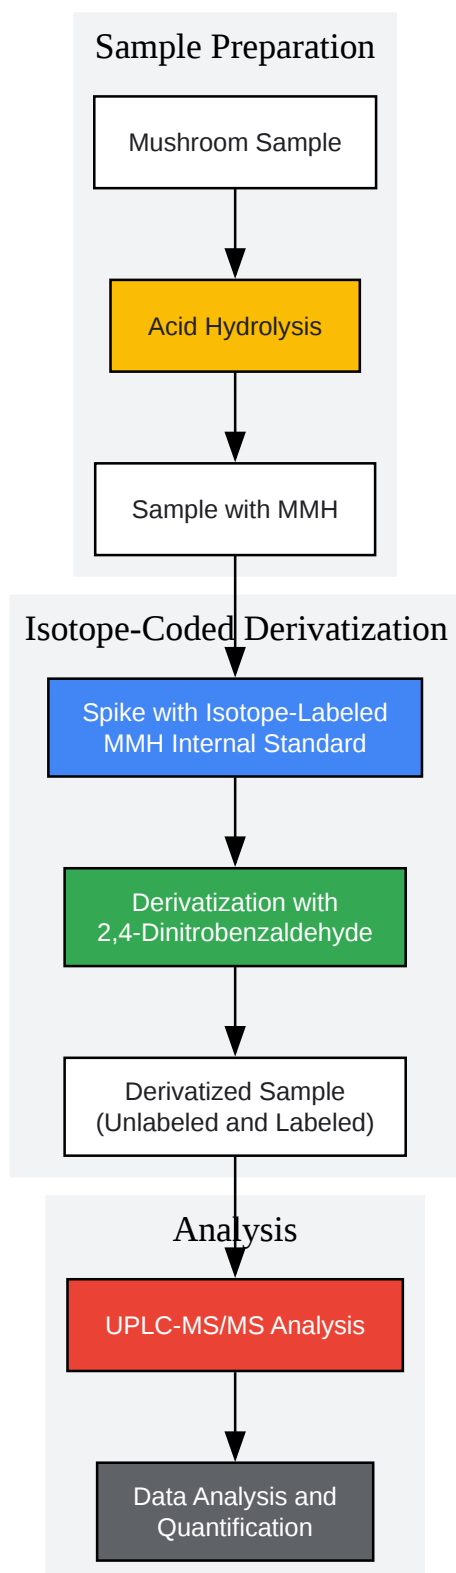 Sample Preparation
Mushroom Sample
Acid Hydrolysis
Sample with MMH
Isotope-Coded Derivatization
Spike with Isotope-Labeled
MMH Internal Standard
Derivatization with
2,4-Dinitrobenzaldehyde
Derivatized Sample
(Unlabeled and Labeled)
Analysis
UPLC-MS/MS Analysis
Data Analysis and
Quantification